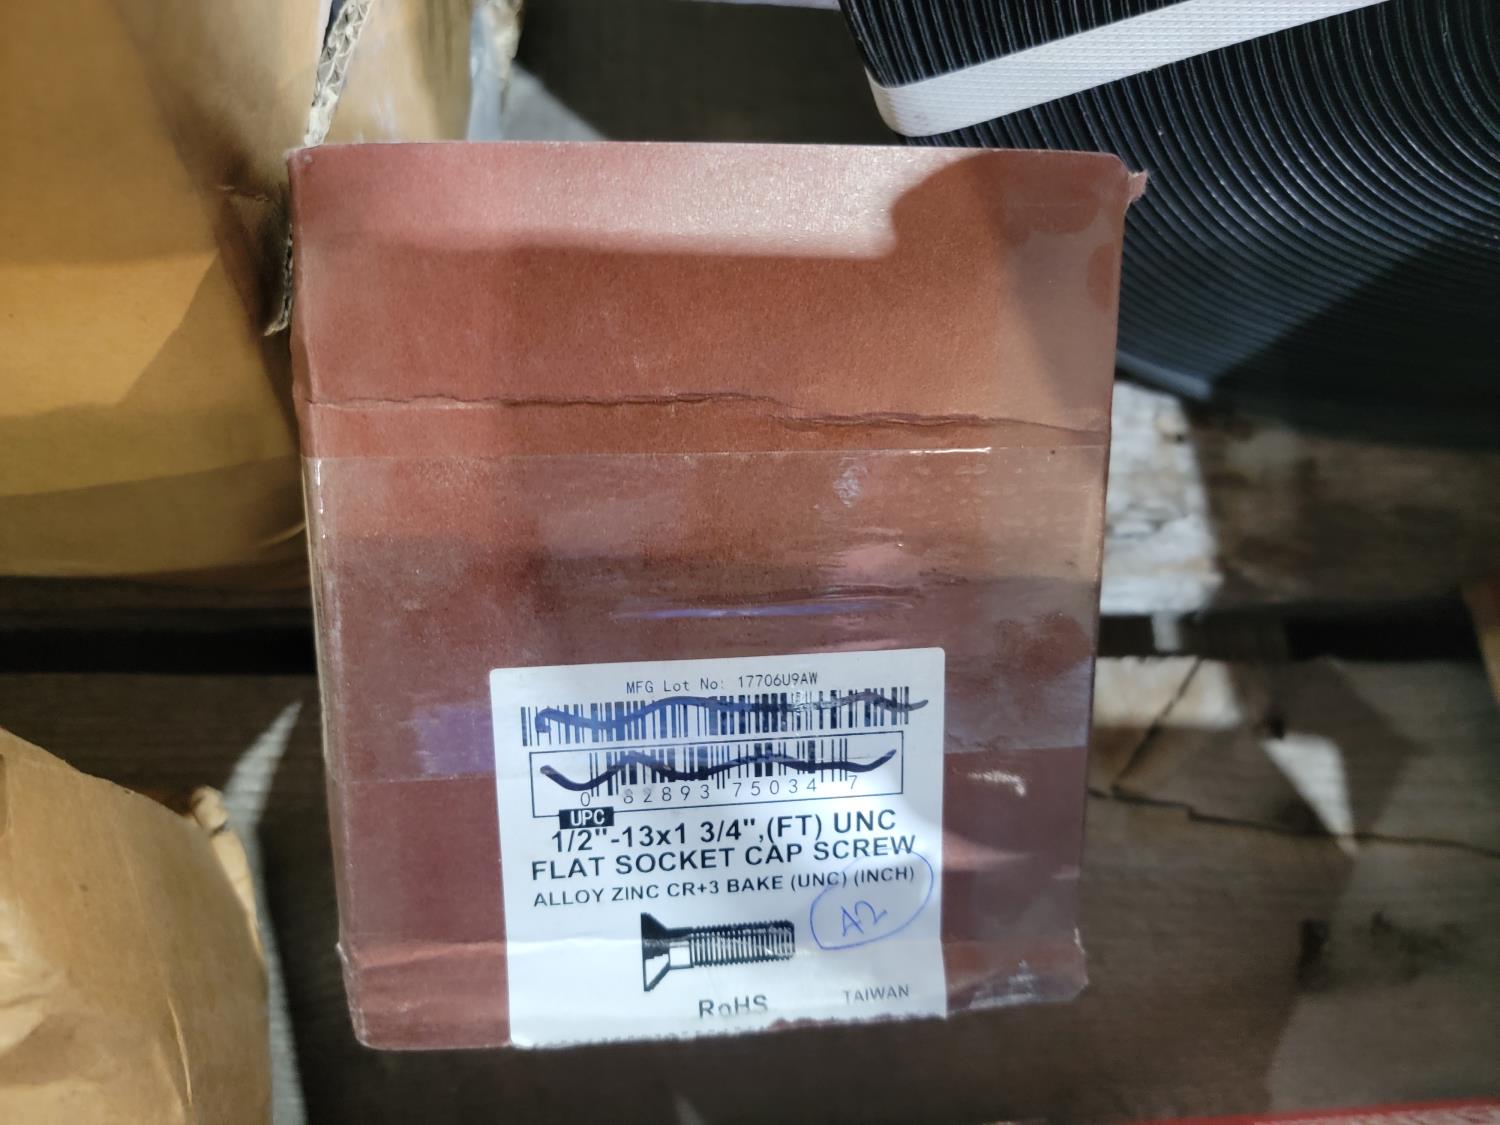 MFG Lot No: 17706U9AW
0 82893 75034 7
UPC
1/2"-13x1 3/4",(FT) UNC
FLAT SOCKET CAP SCREW
ALLOY ZINC CR+3 BAKE (UNC) (INCH)
A2
RoHS
TAIWAN